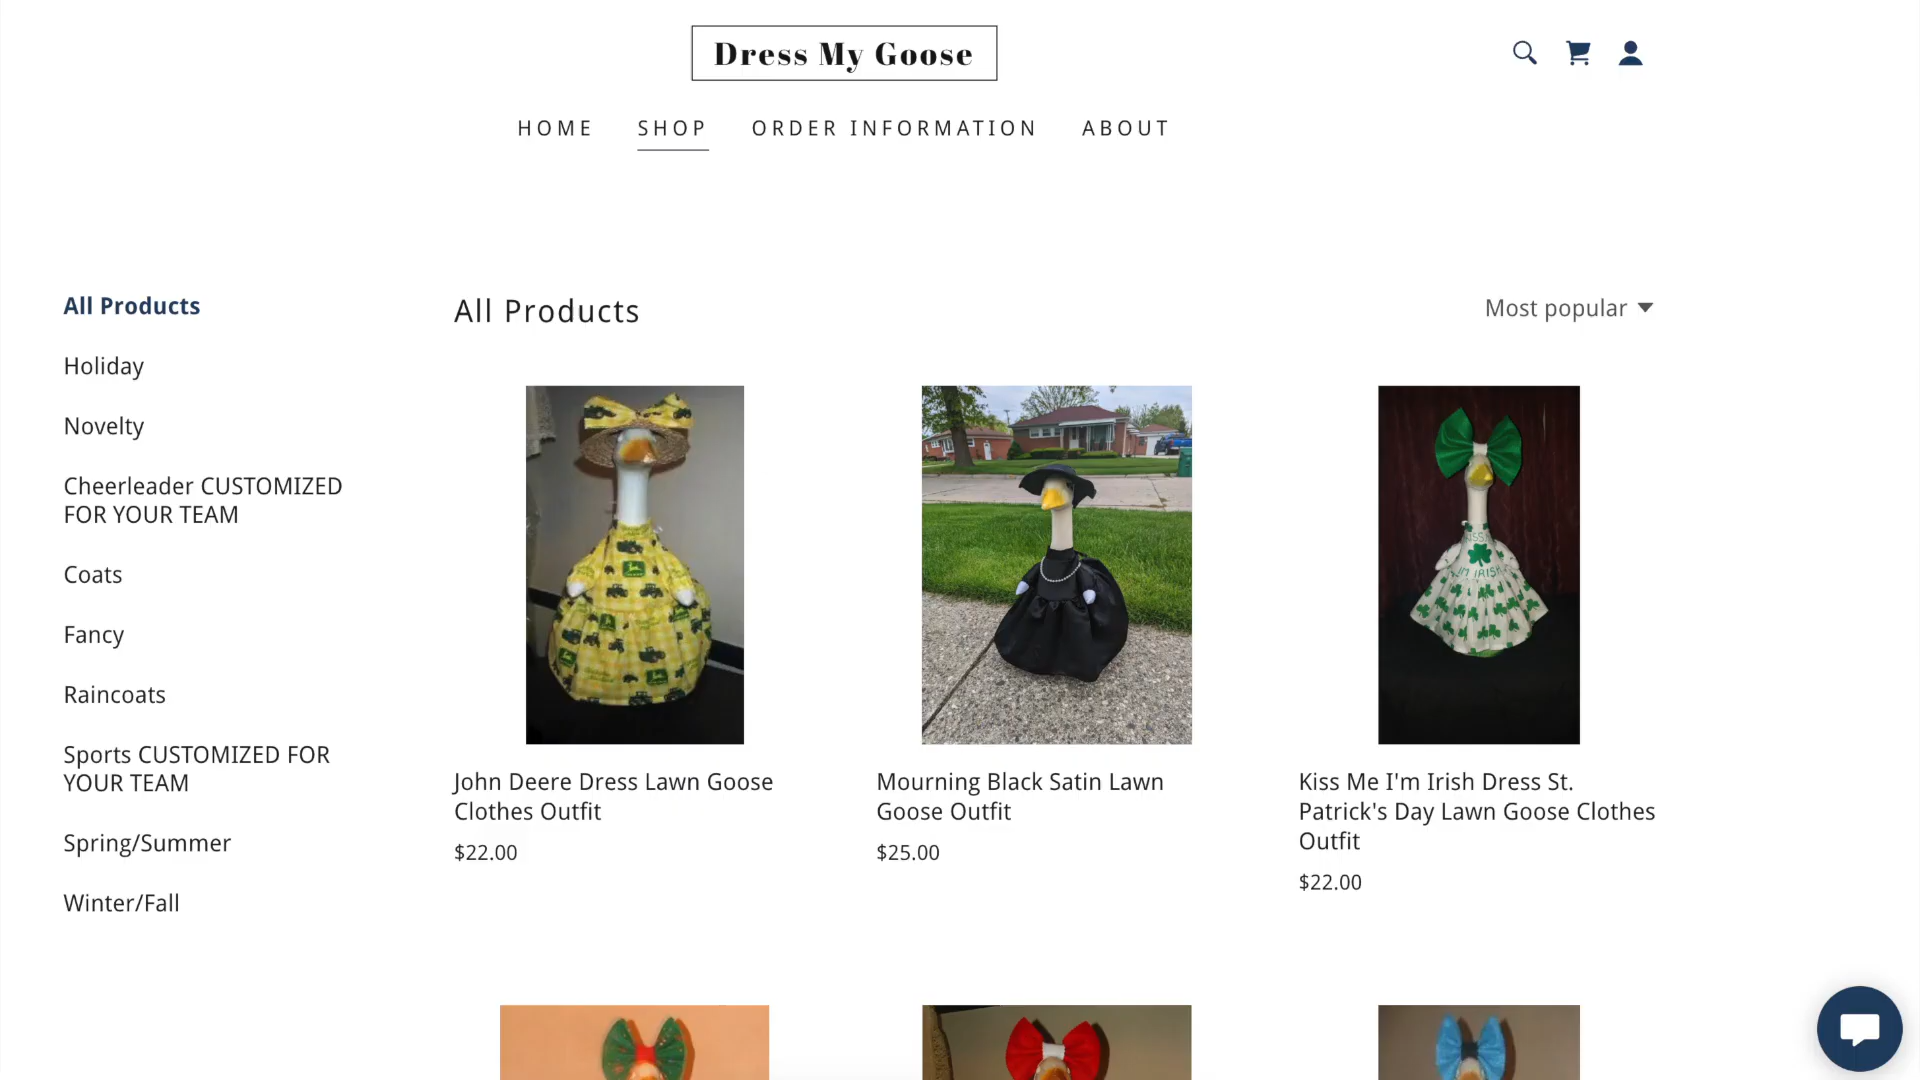 Dress My Goose
HOME SHOP ORDER INFORMATION ABOUT
All Products
Holiday
Novelty
Cheerleader CUSTOMIZED
FOR YOUR TEAM
Coats
Fancy
Raincoats
Sports CUSTOMIZED FOR
YOUR TEAM
Spring/Summer
Winter/Fall
All Products
Most popular
John Deere Dress Lawn Goose
Clothes Outfit
$22.00
Mourning Black Satin Lawn
Goose Outfit
$25.00
I'M IRISH
Kiss Me I'm Irish Dress St.
Patrick's Day Lawn Goose Clothes
Outfit
$22.00